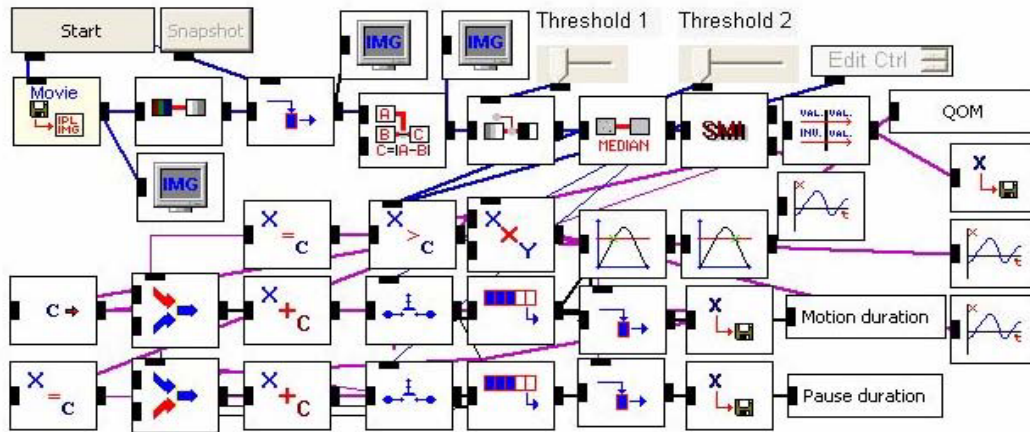 Start
Snapshot
IMG
IMG
Threshold 1
Threshold 2
Edit Ctrl
Movie
IPL
IMG
A
B C
C=|A-B|
MEDIAN
SMI
VAL. VAL.
INV. VAL.
QOM
IMG
X
X
= C
X
> C
X
X Y
X
t
X
t
C
X
+ C
X
Motion duration
X
t
X
= C
X
+ C
X
Pause duration